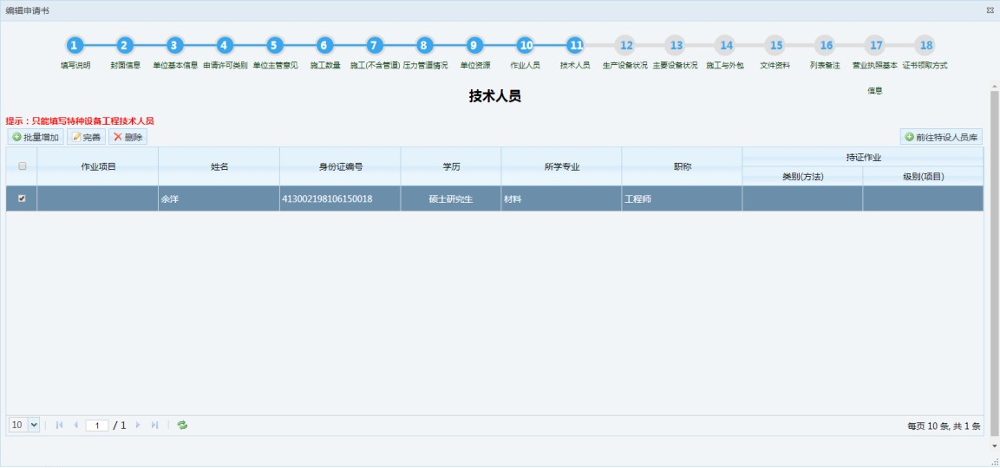 编辑申请书
1 2 3 4 5 6 7 8 9 10 11 12 13 14 15 16 17 18
填写说明 封面信息 单位基本信息 申请许可类别 单位主管意见 施工数量 施工(不含管道) 压力管道情况 单位资源 作业人员 技术人员 生产设备状况 主要设备状况 施工与外包 文件资料 列表备注 营业执照基本信息 证书领取方式
技术人员
提示：只能填写特种设备工程技术人员
批量增加 完善 删除 前往特设人员库
作业项目 姓名 身份证编号 学历 所学专业 职称 持证作业
类别(方法) 级别(项目)
余洋 413002198106150018 硕士研究生 材料 工程师
10 1 / 1 每页 10 条, 共 1 条